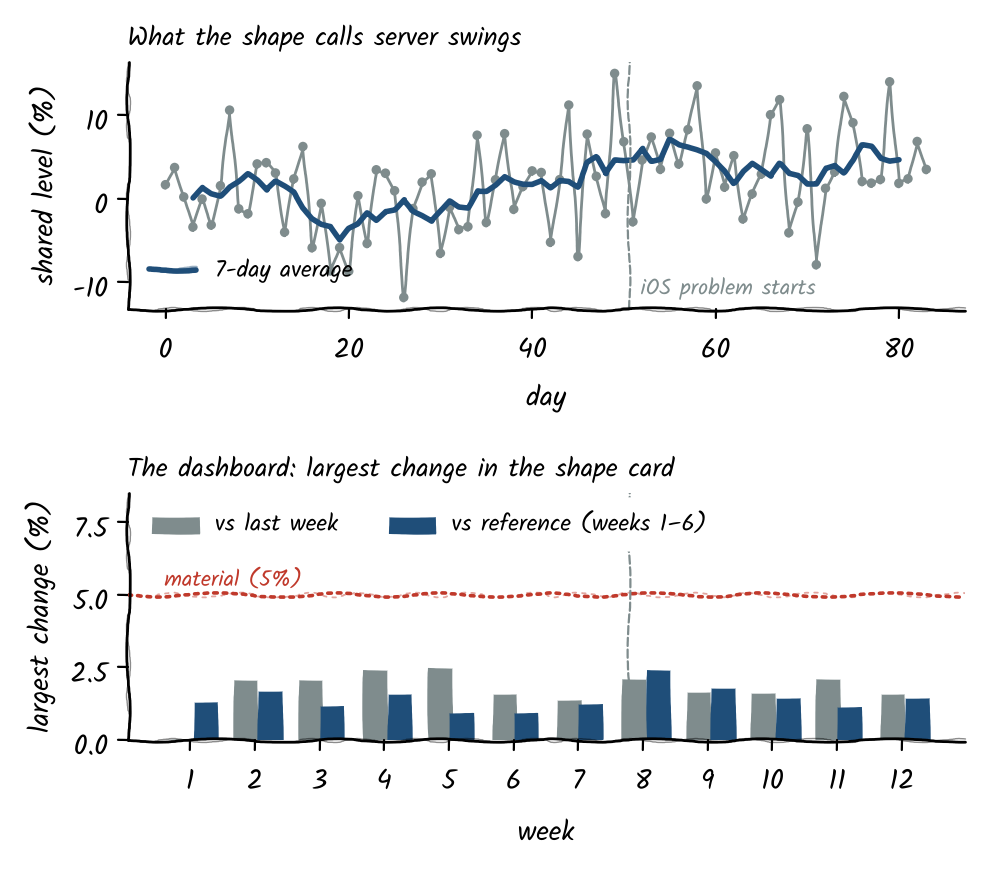 What the shape calls server swings
shared level (%)
10
0
-10
7-day average
iOS problem starts
0 20 40 60 80
day
The dashboard: largest change in the shape card
largest change (%)
7.5
5.0
2.5
0.0
vs last week
vs reference (weeks 1–6)
material (5%)
1 2 3 4 5 6 7 8 9 10 11 12
week